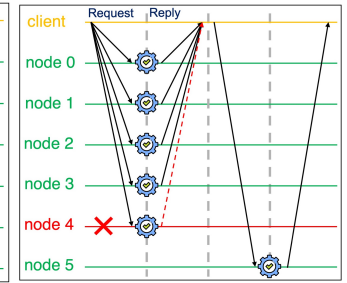 Request Reply
client
node 0
node 1
node 2
node 3
node 4
node 5